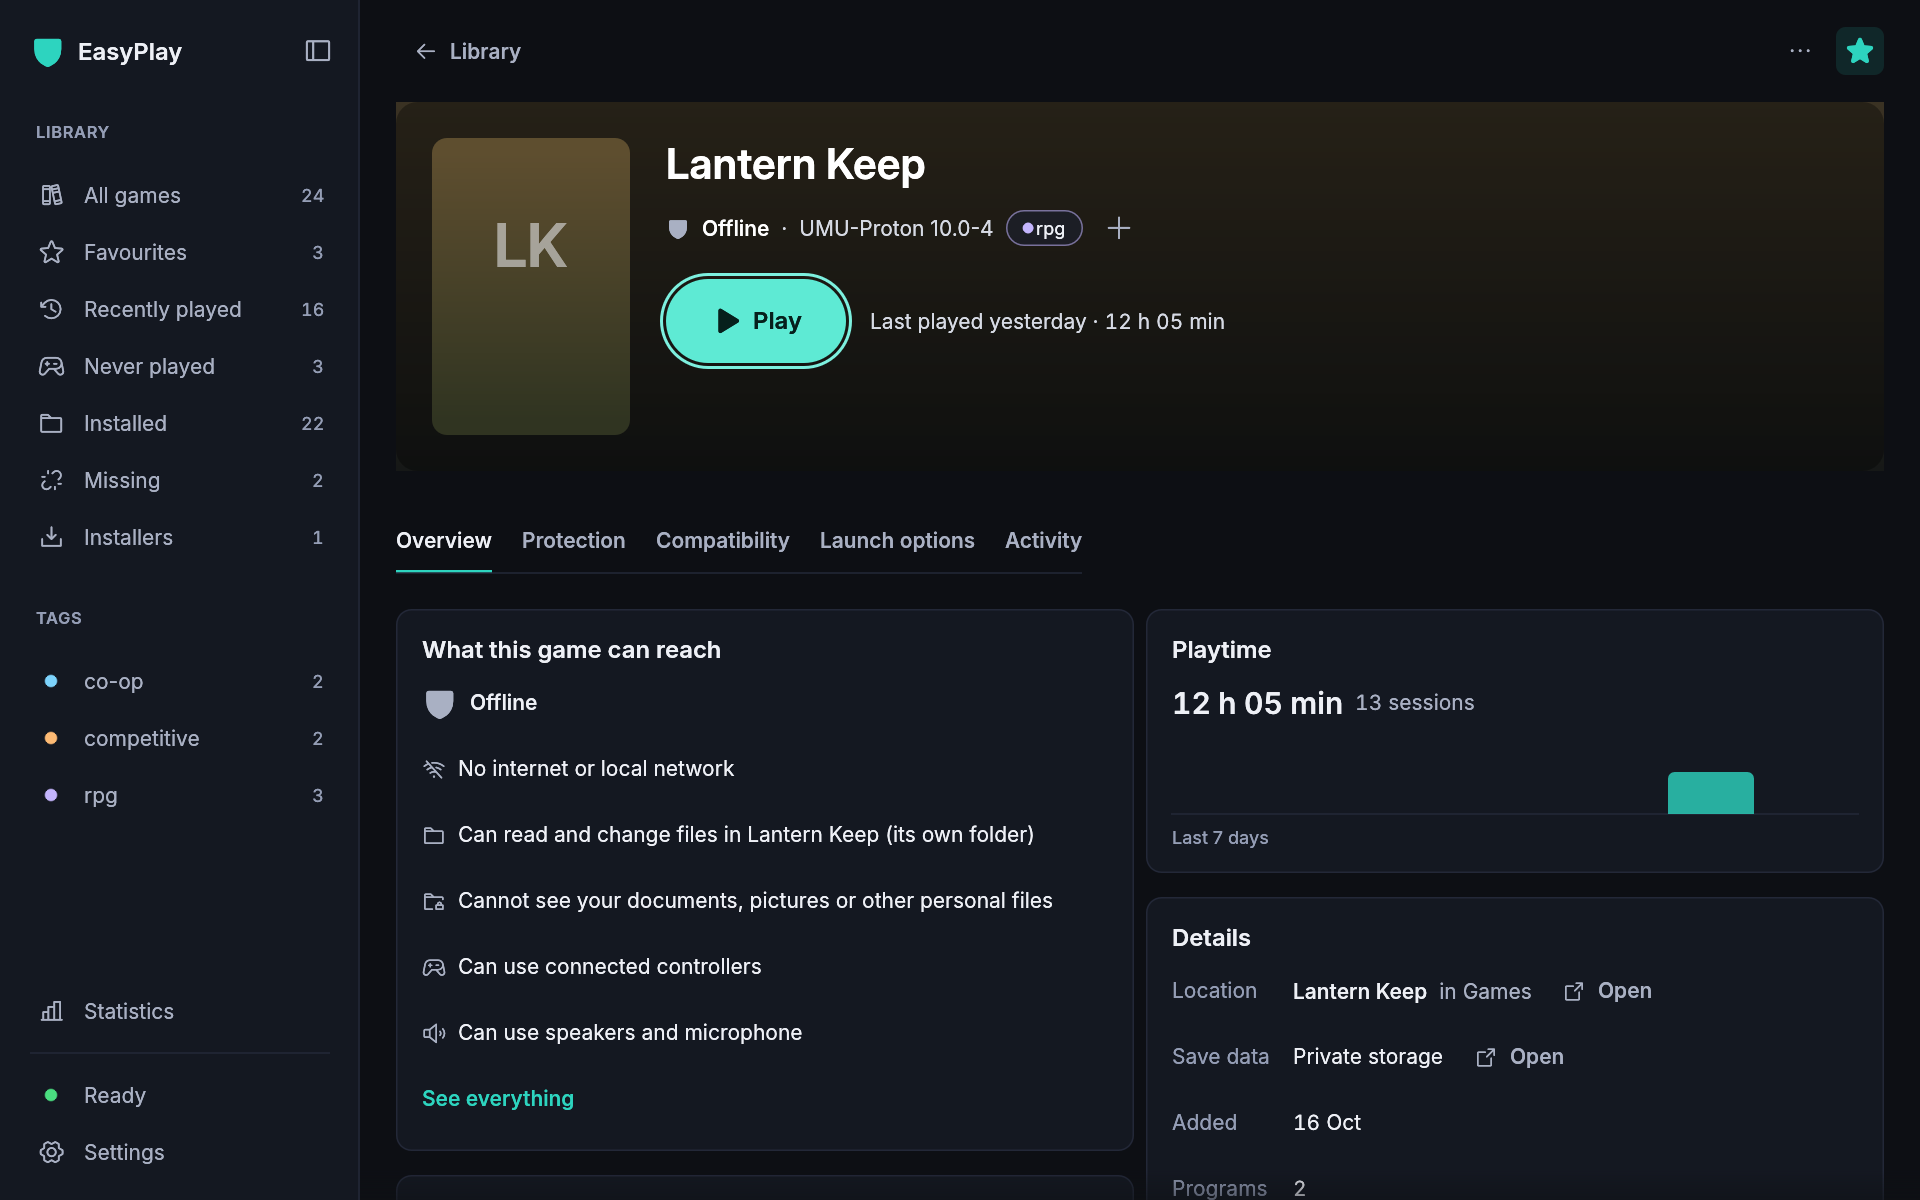 EasyPlay
LIBRARY
All games 24
Favourites 3
Recently played 16
Never played 3
Installed 22
Missing 2
Installers 1
TAGS
co-op 2
competitive 2
rpg 3
Statistics
Ready
Settings
Library
LK
Lantern Keep
Offline · UMU-Proton 10.0-4 rpg
Play
Last played yesterday · 12 h 05 min
Overview Protection Compatibility Launch options Activity
What this game can reach
Offline
No internet or local network
Can read and change files in Lantern Keep (its own folder)
Cannot see your documents, pictures or other personal files
Can use connected controllers
Can use speakers and microphone
See everything
Playtime
12 h 05 min 13 sessions
Last 7 days
Details
Location Lantern Keep in Games Open
Save data Private storage Open
Added 16 Oct
Programs 2